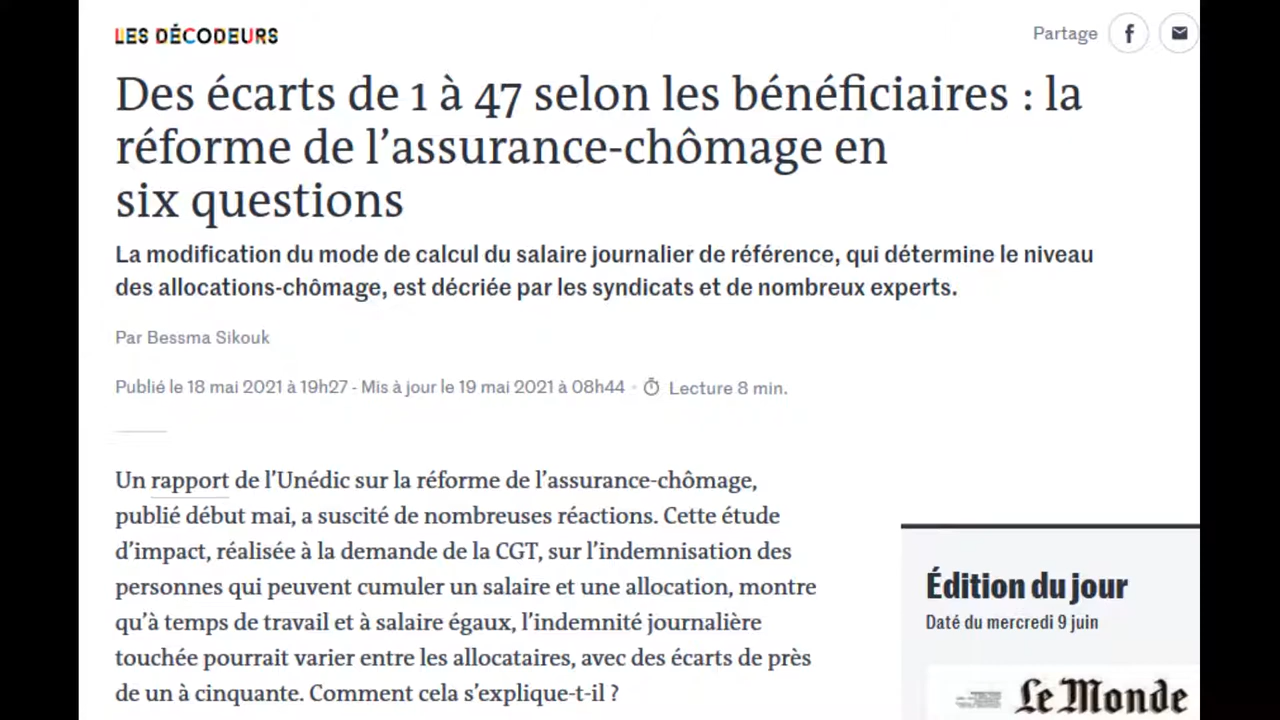 LES DÉCODEURS
Partage
Des écarts de 1 à 47 selon les bénéficiaires : la
réforme de l’assurance-chômage en
six questions
La modification du mode de calcul du salaire journalier de référence, qui détermine le niveau
des allocations-chômage, est décriée par les syndicats et de nombreux experts.
Par Bessma Sikouk
Publié le 18 mai 2021 à 19h27 - Mis à jour le 19 mai 2021 à 08h44 • Lecture 8 min.
Un rapport de l’Unédic sur la réforme de l’assurance-chômage,
publié début mai, a suscité de nombreuses réactions. Cette étude
d’impact, réalisée à la demande de la CGT, sur l’indemnisation des
personnes qui peuvent cumuler un salaire et une allocation, montre
qu’à temps de travail et à salaire égaux, l’indemnité journalière
touchée pourrait varier entre les allocataires, avec des écarts de près
de un à cinquante. Comment cela s’explique-t-il ?
Édition du jour
Daté du mercredi 9 juin
Le Monde